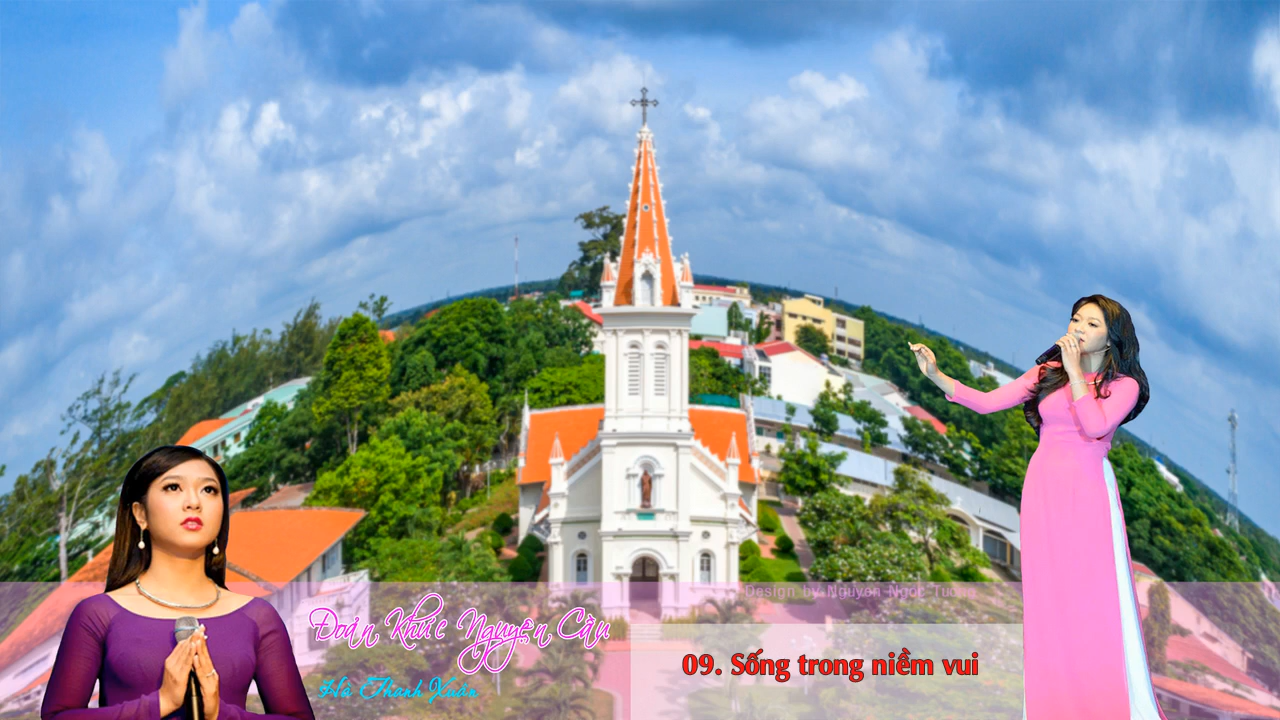 Design by Nguyen Ngoc Tuong
Đoản Khúc Nguyện Cầu
Hà Thanh Xuân
09. Sống trong niềm vui